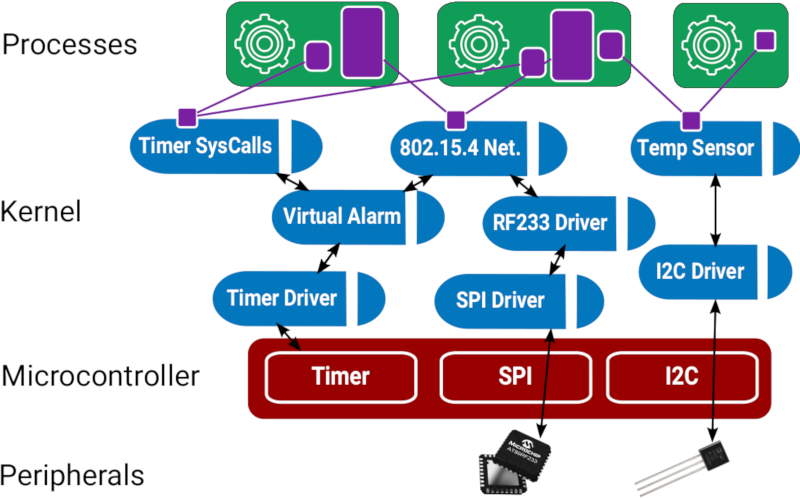 Processes
Timer SysCalls
802.15.4 Net.
Temp Sensor
Kernel
Virtual Alarm
RF233 Driver
I2C Driver
Timer Driver
SPI Driver
Microcontroller
Timer
SPI
I2C
Peripherals
MICROCHIP
AT86RF233